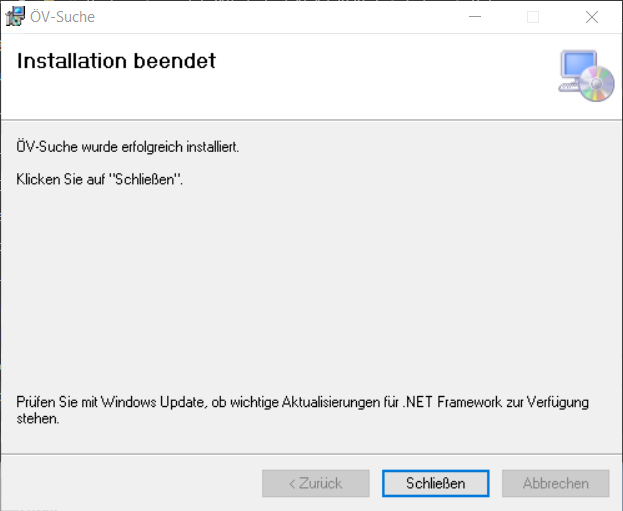 ÖV-Suche
Installation beendet
ÖV-Suche wurde erfolgreich installiert.
Klicken Sie auf "Schließen".
Prüfen Sie mit Windows Update, ob wichtige Aktualisierungen für .NET Framework zur Verfügung
stehen.
< Zurück
Schließen
Abbrechen